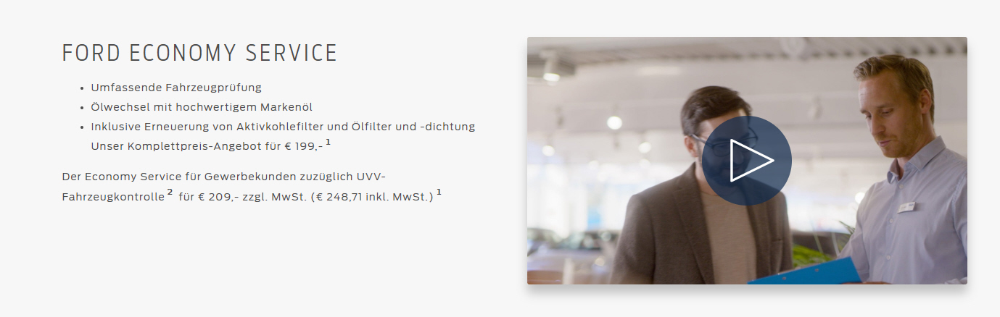 FORD ECONOMY SERVICE
• Umfassende Fahrzeugprüfung
• Ölwechsel mit hochwertigem Markenöl
• Inklusive Erneuerung von Aktivkohlefilter und Ölfilter und -dichtung
Unser Komplettpreis-Angebot für € 199,- 1
Der Economy Service für Gewerbekunden zuzüglich UVV-
Fahrzeugkontrolle 2 für € 209,- zzgl. MwSt. (€ 248,71 inkl. MwSt.) 1